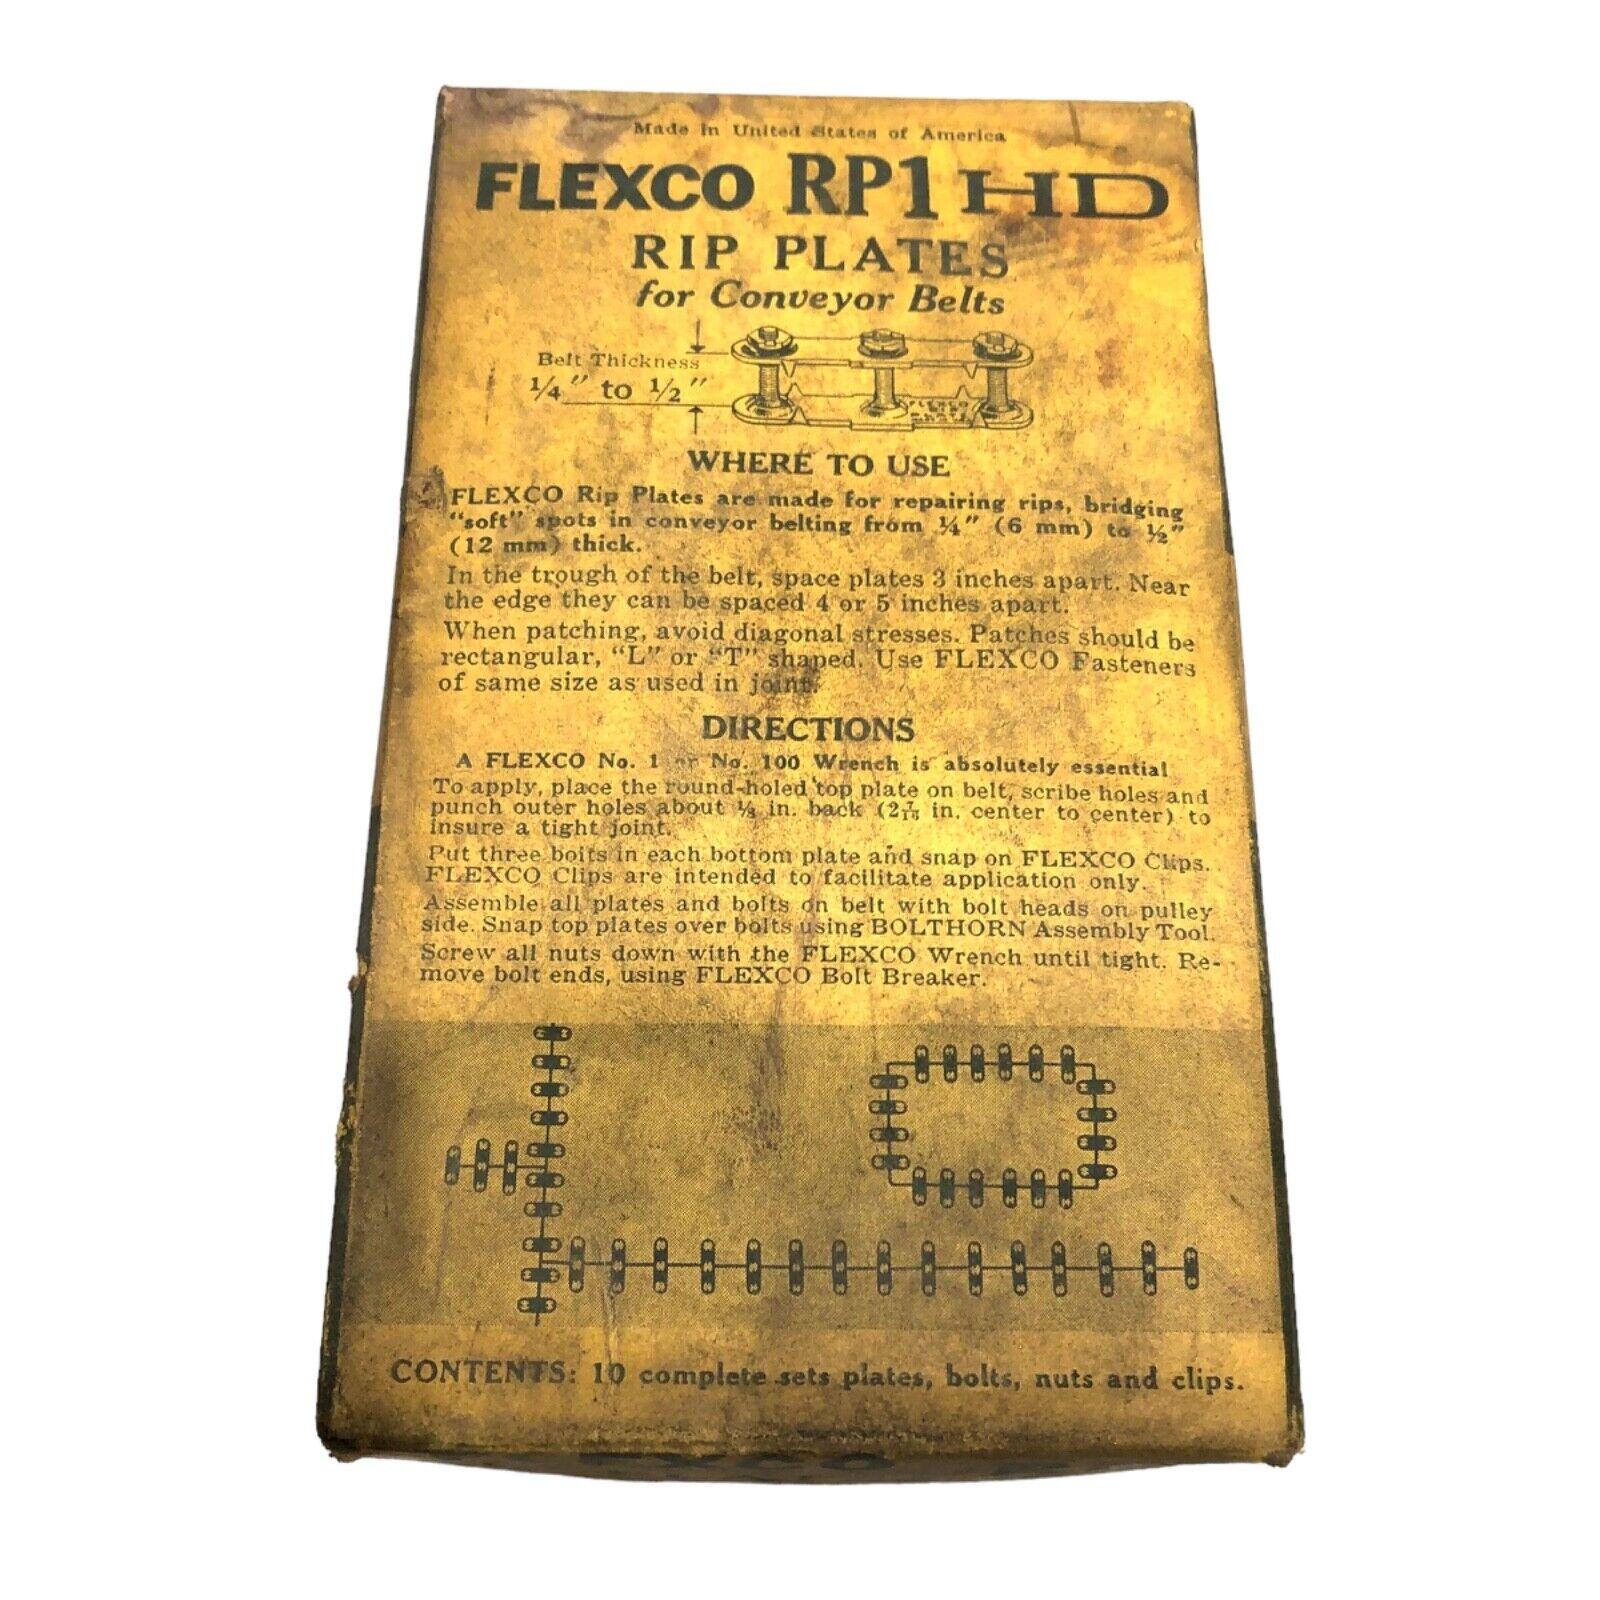 Made in United States of America
FLEXCO RP1 HD
RIP PLATES
for Conveyor Belts
Belt Thickness
1/4" to 1/2"
FLEXCO
RIP
PLATE
WHERE TO USE
FLEXCO Rip Plates are made for repairing rips, bridging
"soft" spots in conveyor belting from 1/4" (6 mm) to 1/2"
(12 mm) thick.
In the trough of the belt, space plates 3 inches apart. Near
the edge they can be spaced 4 or 5 inches apart.
When patching, avoid diagonal stresses. Patches should be
rectangular, "L" or "T" shaped. Use FLEXCO Fasteners
of same size as used in joint.
DIRECTIONS
A FLEXCO No. 1 or No. 100 Wrench is absolutely essential
To apply, place the round-holed top plate on belt, scribe holes and
punch outer holes about 1/8 in. back (2 in. center to center) to
insure a tight joint.
Put three bolts in each bottom plate and snap on FLEXCO Clips.
FLEXCO Clips are intended to facilitate application only.
Assemble all plates and bolts on belt with bolt heads on pulley
side. Snap top plates over bolts using BOLTHORN Assembly Tool.
Screw all nuts down with the FLEXCO Wrench until tight. Re-
move bolt ends, using FLEXCO Bolt Breaker.
CONTENTS: 10 complete sets plates, bolts, nuts and clips.